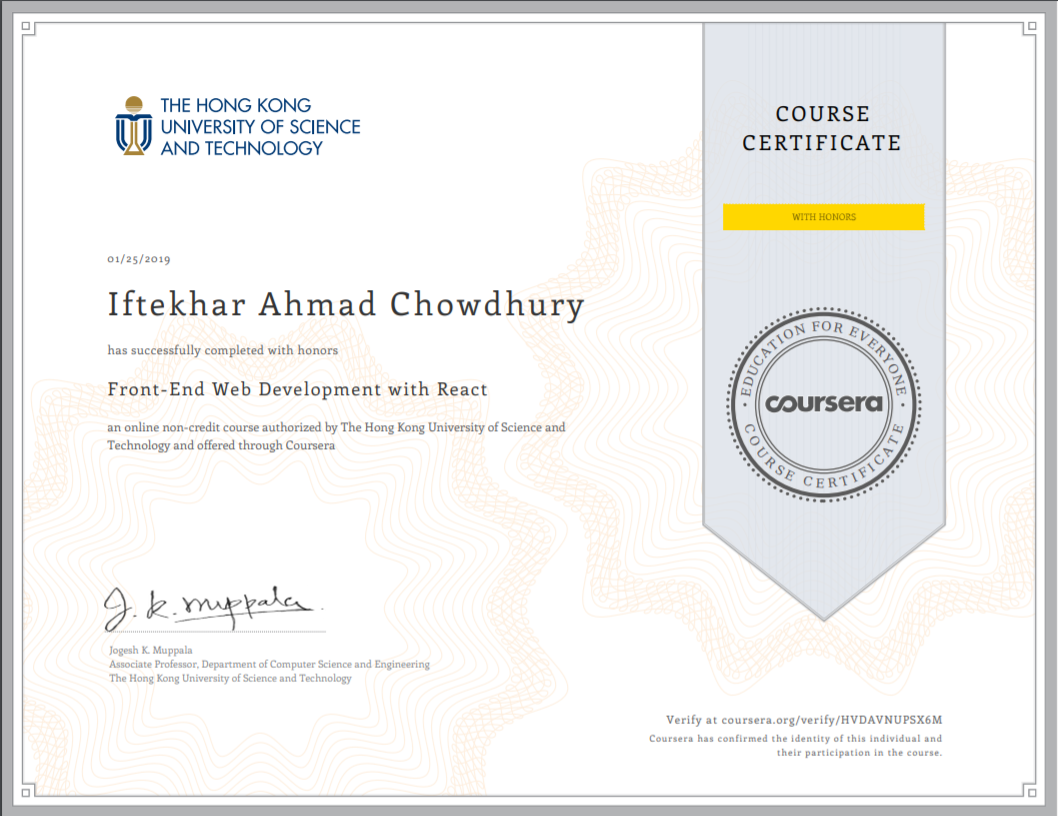 THE HONG KONG
UNIVERSITY OF SCIENCE
AND TECHNOLOGY
COURSE
CERTIFICATE
WITH HONORS
01/25/2019
Iftekhar Ahmad Chowdhury
has successfully completed with honors
Front-End Web Development with React
an online non-credit course authorized by The Hong Kong University of Science and
Technology and offered through Coursera
EDUCATION FOR EVERYONE
coursera
COURSE CERTIFICATE
J. K. Muppala
Jogesh K. Muppala
Associate Professor, Department of Computer Science and Engineering
The Hong Kong University of Science and Technology
Verify at coursera.org/verify/HVDAVNUPSX6M
Coursera has confirmed the identity of this individual and
their participation in the course.